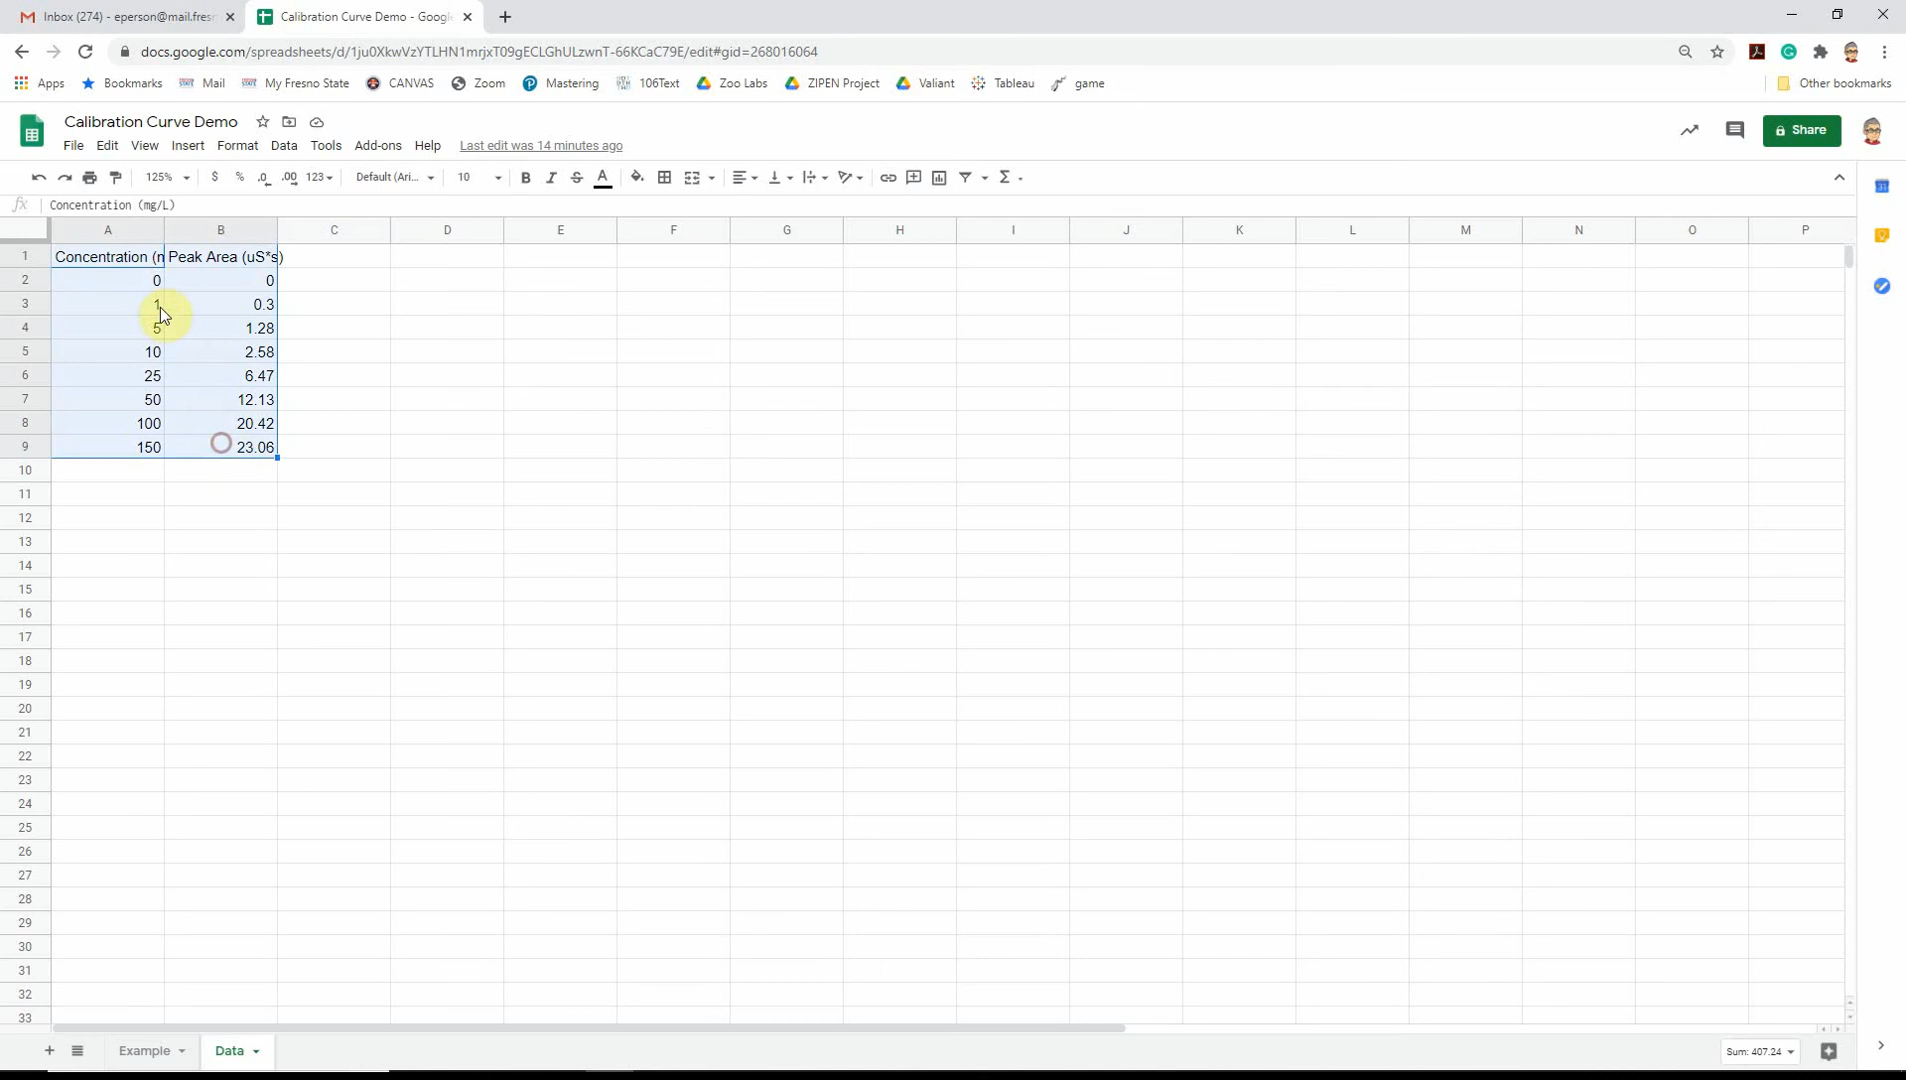 Inbox (274) - eperson@mail.fres
Calibration Curve Demo - Google
docs.google.com/spreadsheets/d/1ju0XkwVzYTLHN1mrjxT09gECLGhULzwnT-66KCaC79E/edit#gid=268016064
Apps Bookmarks Mail My Fresno State CANVAS Zoom Mastering 106Text Zoo Labs ZIPEN Project Valiant Tableau game Other bookmarks
Calibration Curve Demo
Share
File Edit View Insert Format Data Tools Add-ons Help Last edit was 14 minutes ago
125% $ % .0 .00 123 Default (Ari... 10 B I S A Σ
fx Concentration (mg/L)
A B C D E F G H I J K L M N O P
1 Concentration (m Peak Area (uS*s)
2 0 0
3 1 0.3
4 5 1.28
5 10 2.58
6 25 6.47
7 50 12.13
8 100 20.42
9 150 23.06
10
11
12
13
14
15
16
17
18
19
20
21
22
23
24
25
26
27
28
29
30
31
32
33
Example Data Sum: 407.24